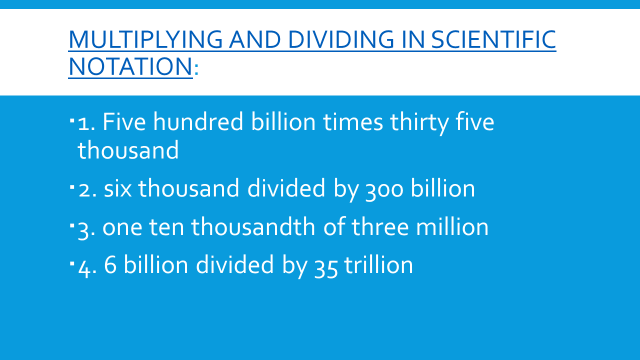 MULTIPLYING AND DIVIDING IN SCIENTIFIC
NOTATION:
▪1. Five hundred billion times thirty five
thousand
▪2. six thousand divided by 300 billion
▪3. one ten thousandth of three million
▪4. 6 billion divided by 35 trillion